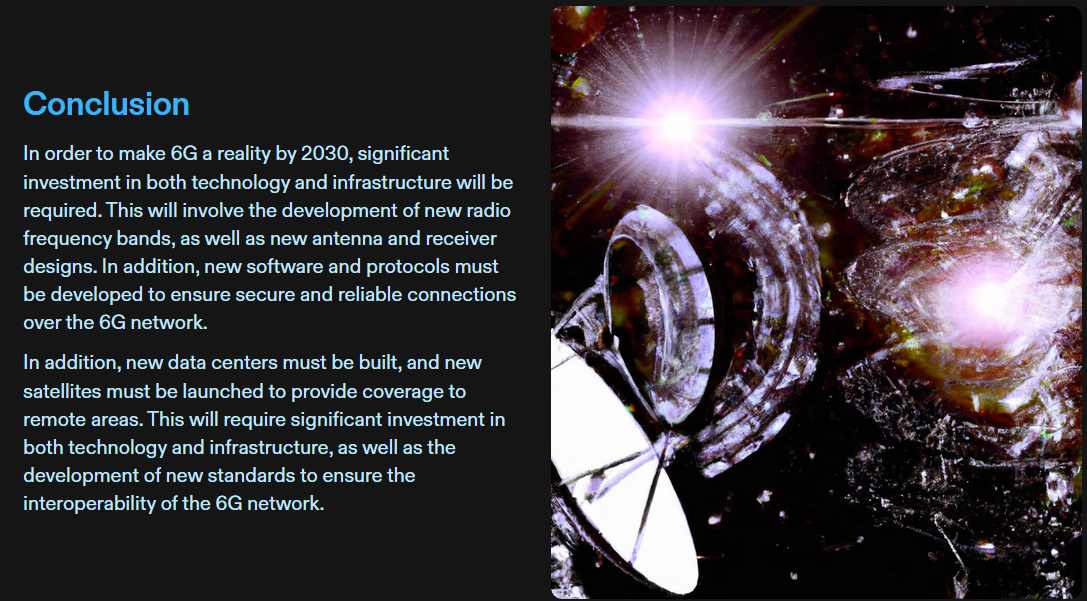 Conclusion
In order to make 6G a reality by 2030, significant
investment in both technology and infrastructure will be
required. This will involve the development of new radio
frequency bands, as well as new antenna and receiver
designs. In addition, new software and protocols must
be developed to ensure secure and reliable connections
over the 6G network.
In addition, new data centers must be built, and new
satellites must be launched to provide coverage to
remote areas. This will require significant investment in
both technology and infrastructure, as well as the
development of new standards to ensure the
interoperability of the 6G network.